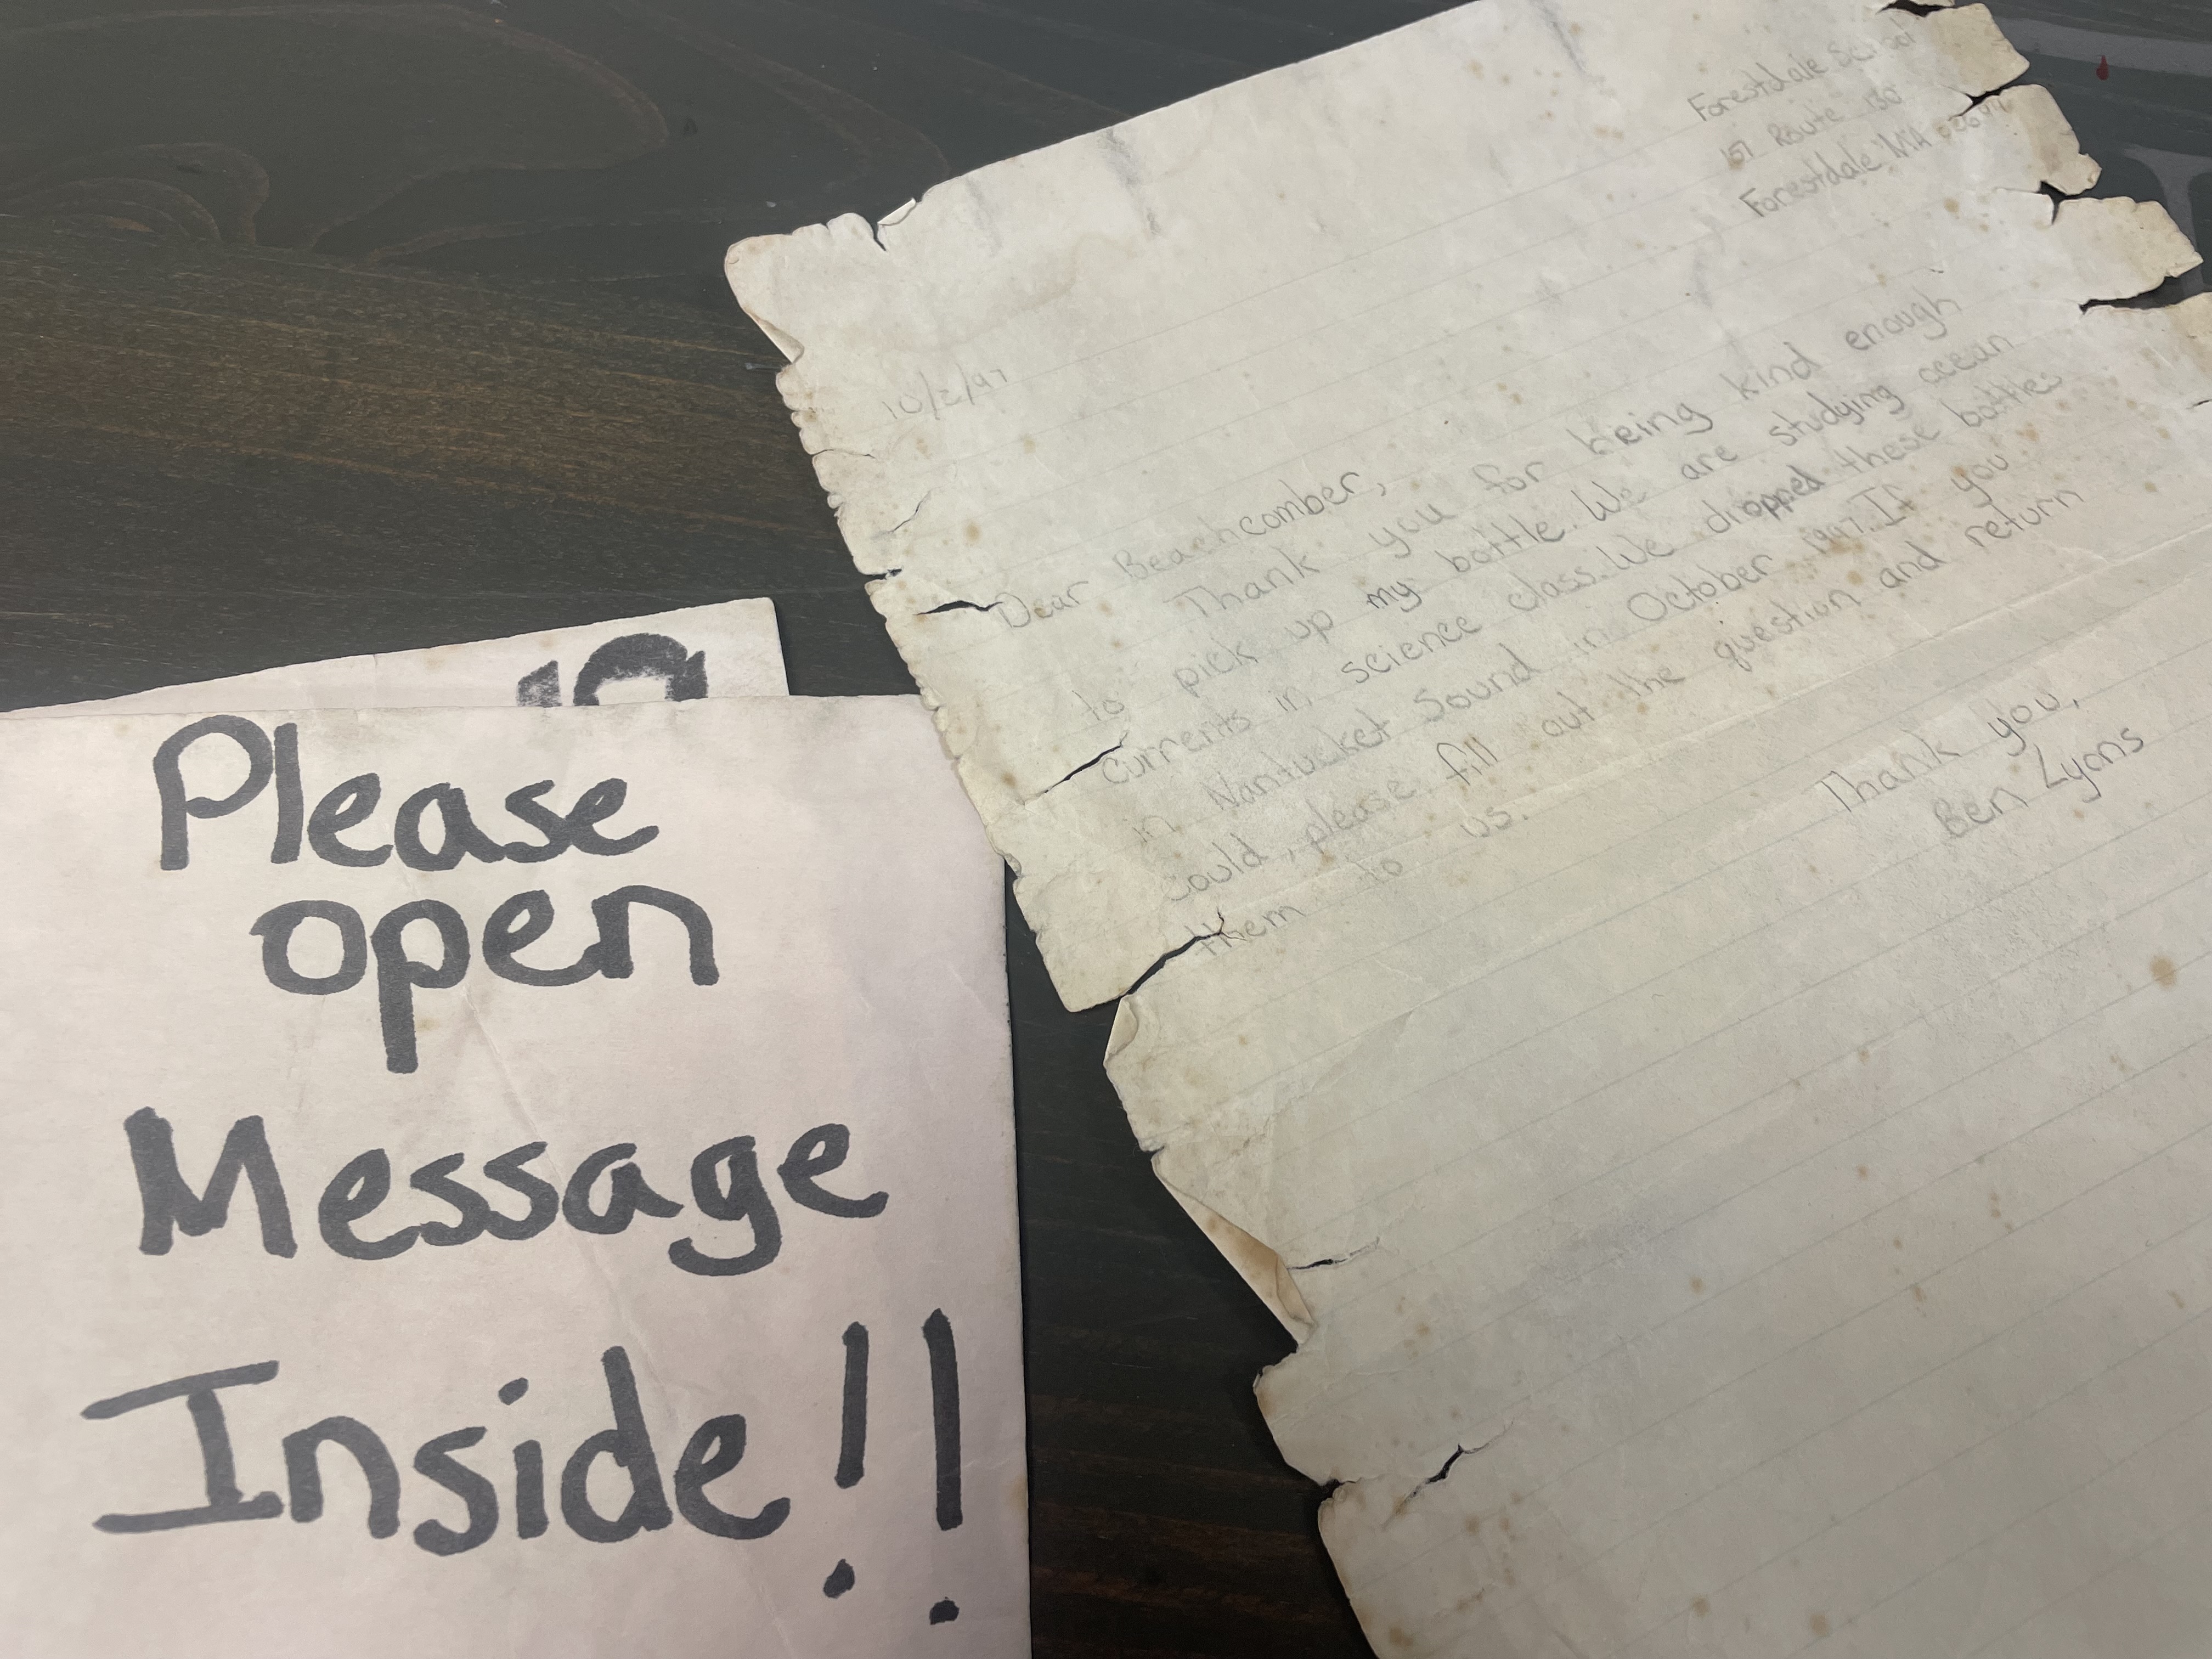 Please
open
Message
Inside!!
Forestdale School
151 Route 130
Forestdale MA
10/2/97
Dear Beachcomber,
Thank you for being kind enough
to pick up my bottle. We are studying ocean
currents in science class. We dropped these bottles
in Nantucket Sound in October 1997. If you
could, please fill out the question and return
them to us.
Thank you,
Ben Lyons